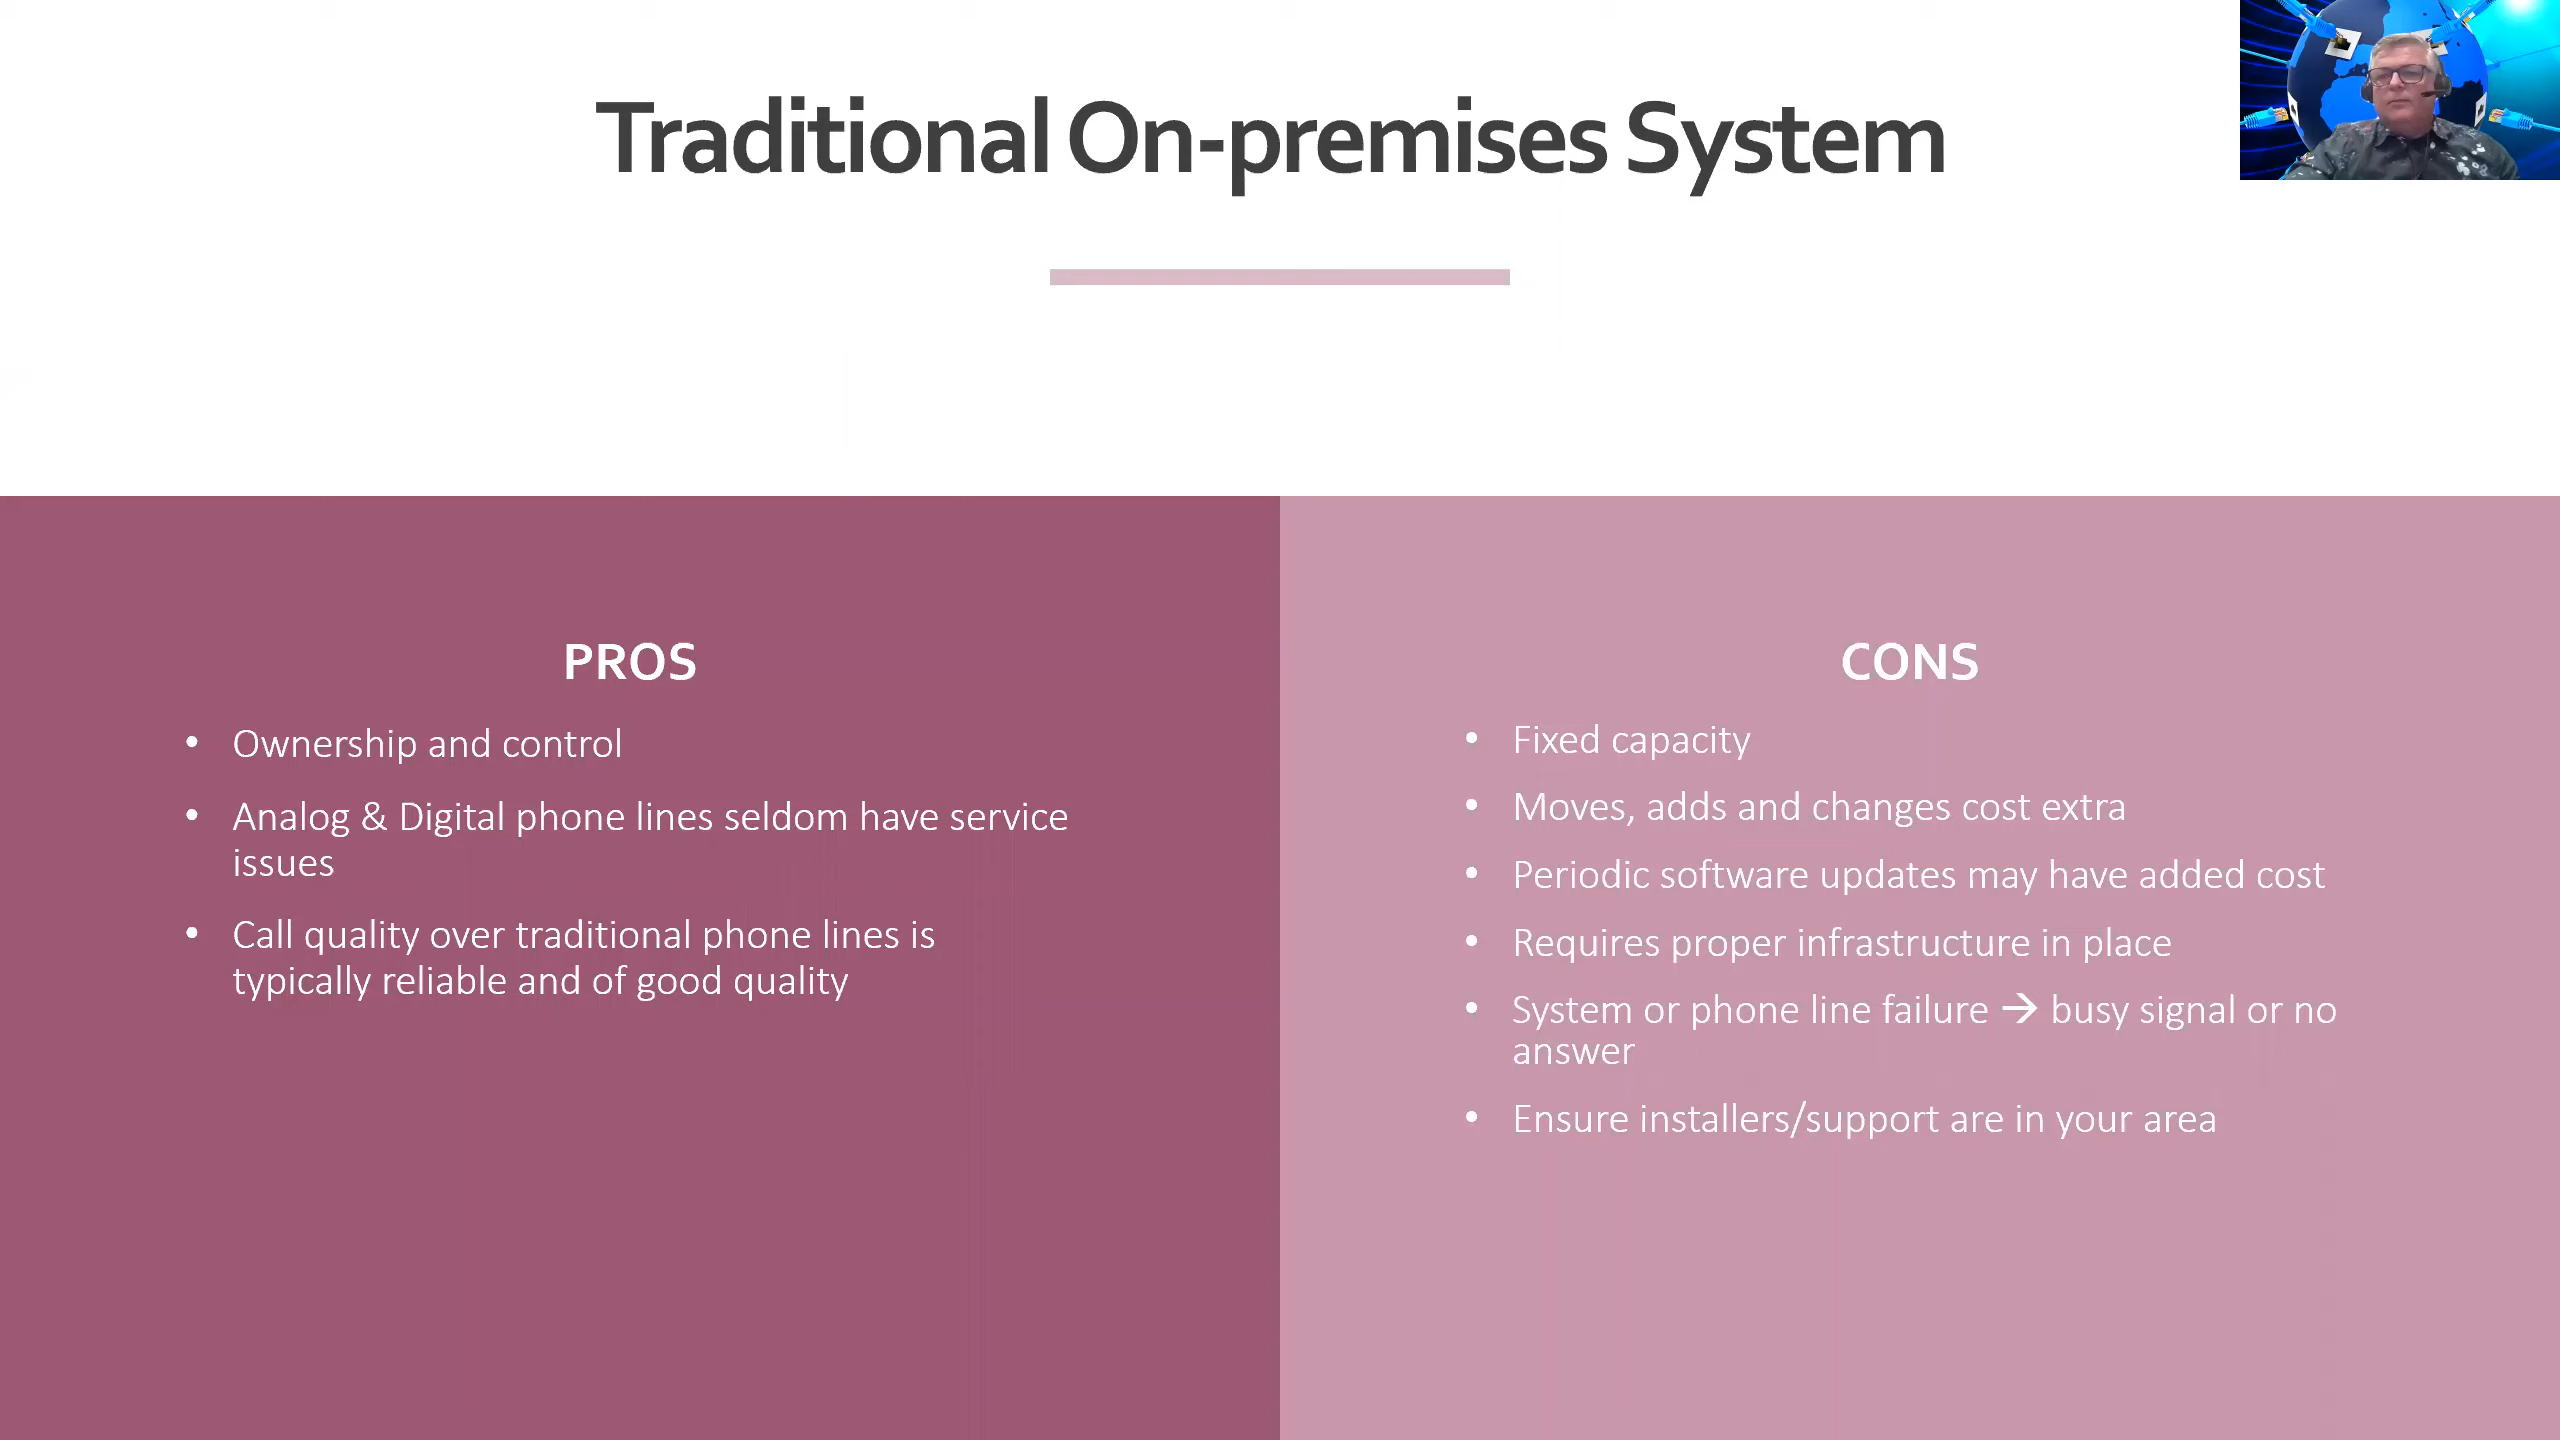 Traditional On-premises System
PROS
• Ownership and control
• Analog & Digital phone lines seldom have service
issues
• Call quality over traditional phone lines is
typically reliable and of good quality
CONS
• Fixed capacity
• Moves, adds and changes cost extra
• Periodic software updates may have added cost
• Requires proper infrastructure in place
• System or phone line failure → busy signal or no
answer
• Ensure installers/support are in your area